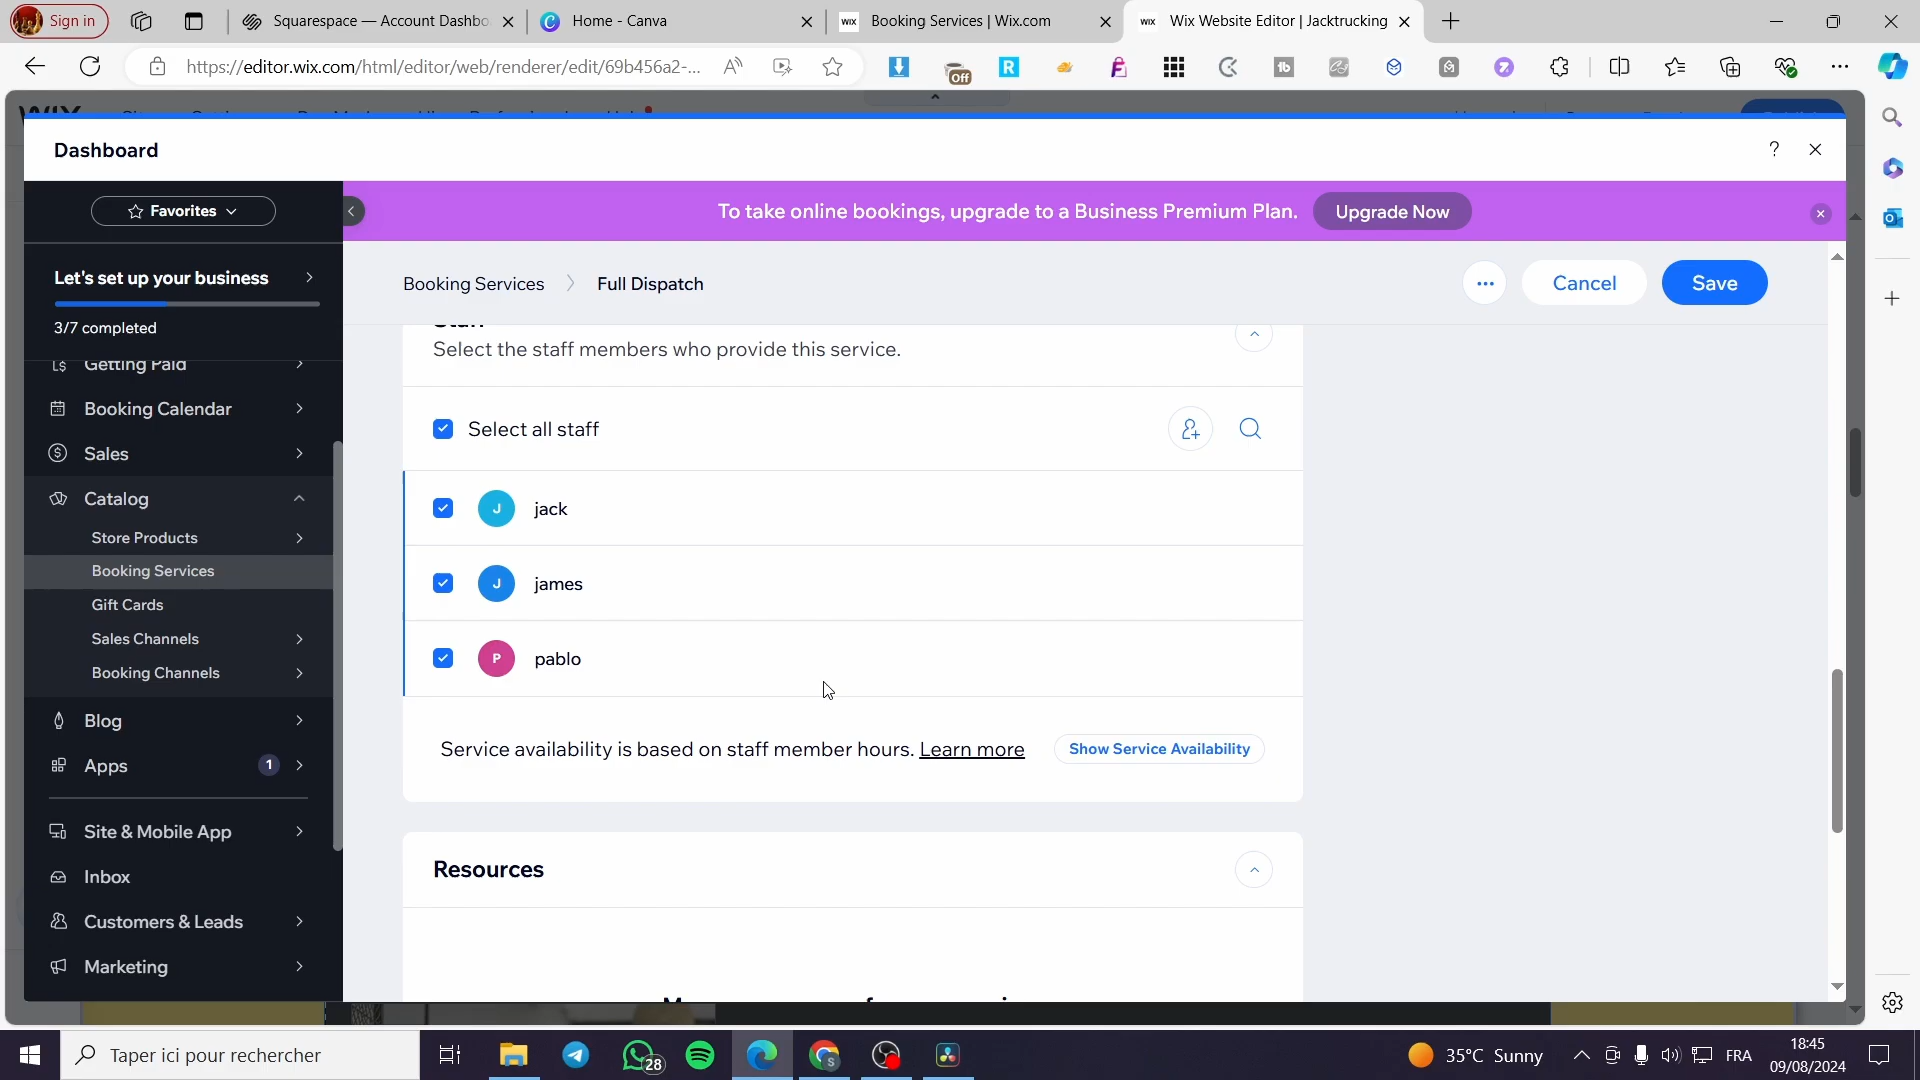 Sign in
Squarespace — Account Dashbo
Home - Canva
WIX Booking Services | Wix.com
WIX Wix Website Editor | Jacktrucking
https://editor.wix.com/html/editor/web/renderer/edit/69b456a2-...
Off
Dashboard
?
Favorites
To take online bookings, upgrade to a Business Premium Plan.
Upgrade Now
Let's set up your business
3/7 completed
Booking Services
Full Dispatch
Cancel
Save
Getting Paid
Booking Calendar
Sales
Catalog
Store Products
Booking Services
Gift Cards
Sales Channels
Booking Channels
Blog
Apps
1
Site & Mobile App
Inbox
Customers & Leads
Marketing
Staff
Select the staff members who provide this service.
Select all staff
J jack
J james
P pablo
Service availability is based on staff member hours. Learn more
Show Service Availability
Resources
Taper ici pour rechercher
28
35°C Sunny
FRA
18:45
09/08/2024